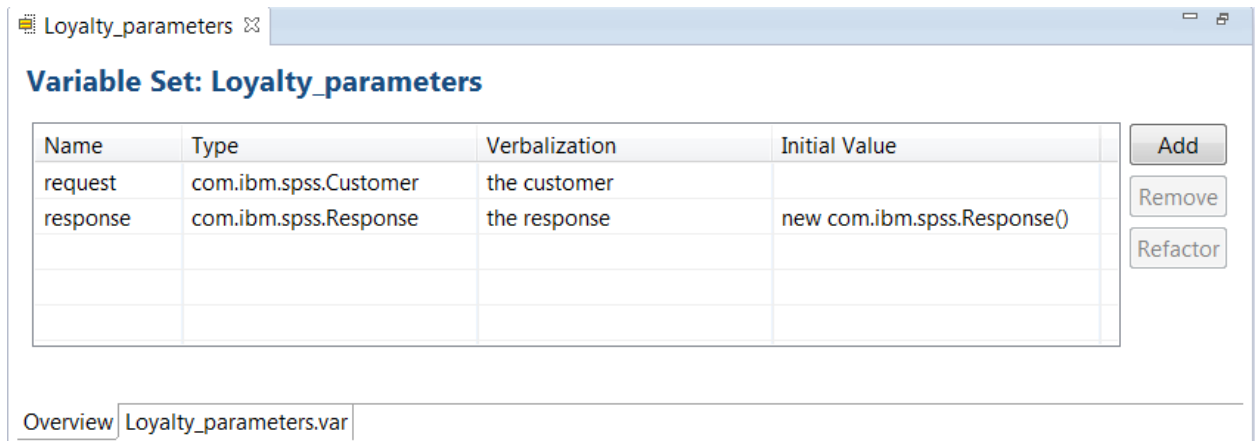 Loyalty_parameters
Variable Set: Loyalty_parameters
Name Type Verbalization Initial Value
Add
request com.ibm.spss.Customer the customer
Remove
response com.ibm.spss.Response the response new com.ibm.spss.Response()
Refactor
Overview Loyalty_parameters.var